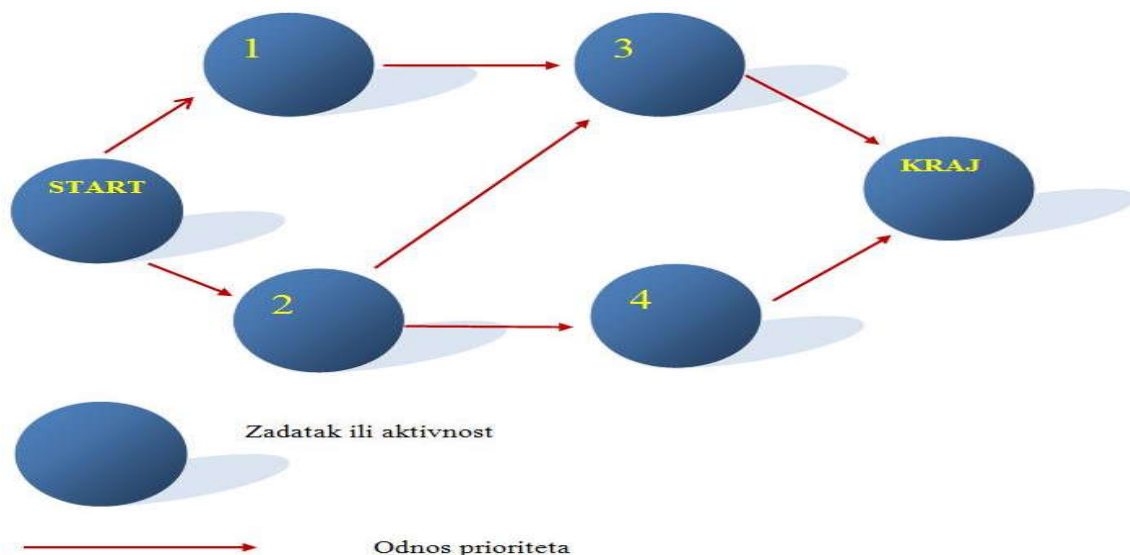 1
3
START
KRAJ
2
4
Zadatak ili aktivnost
Odnos prioriteta